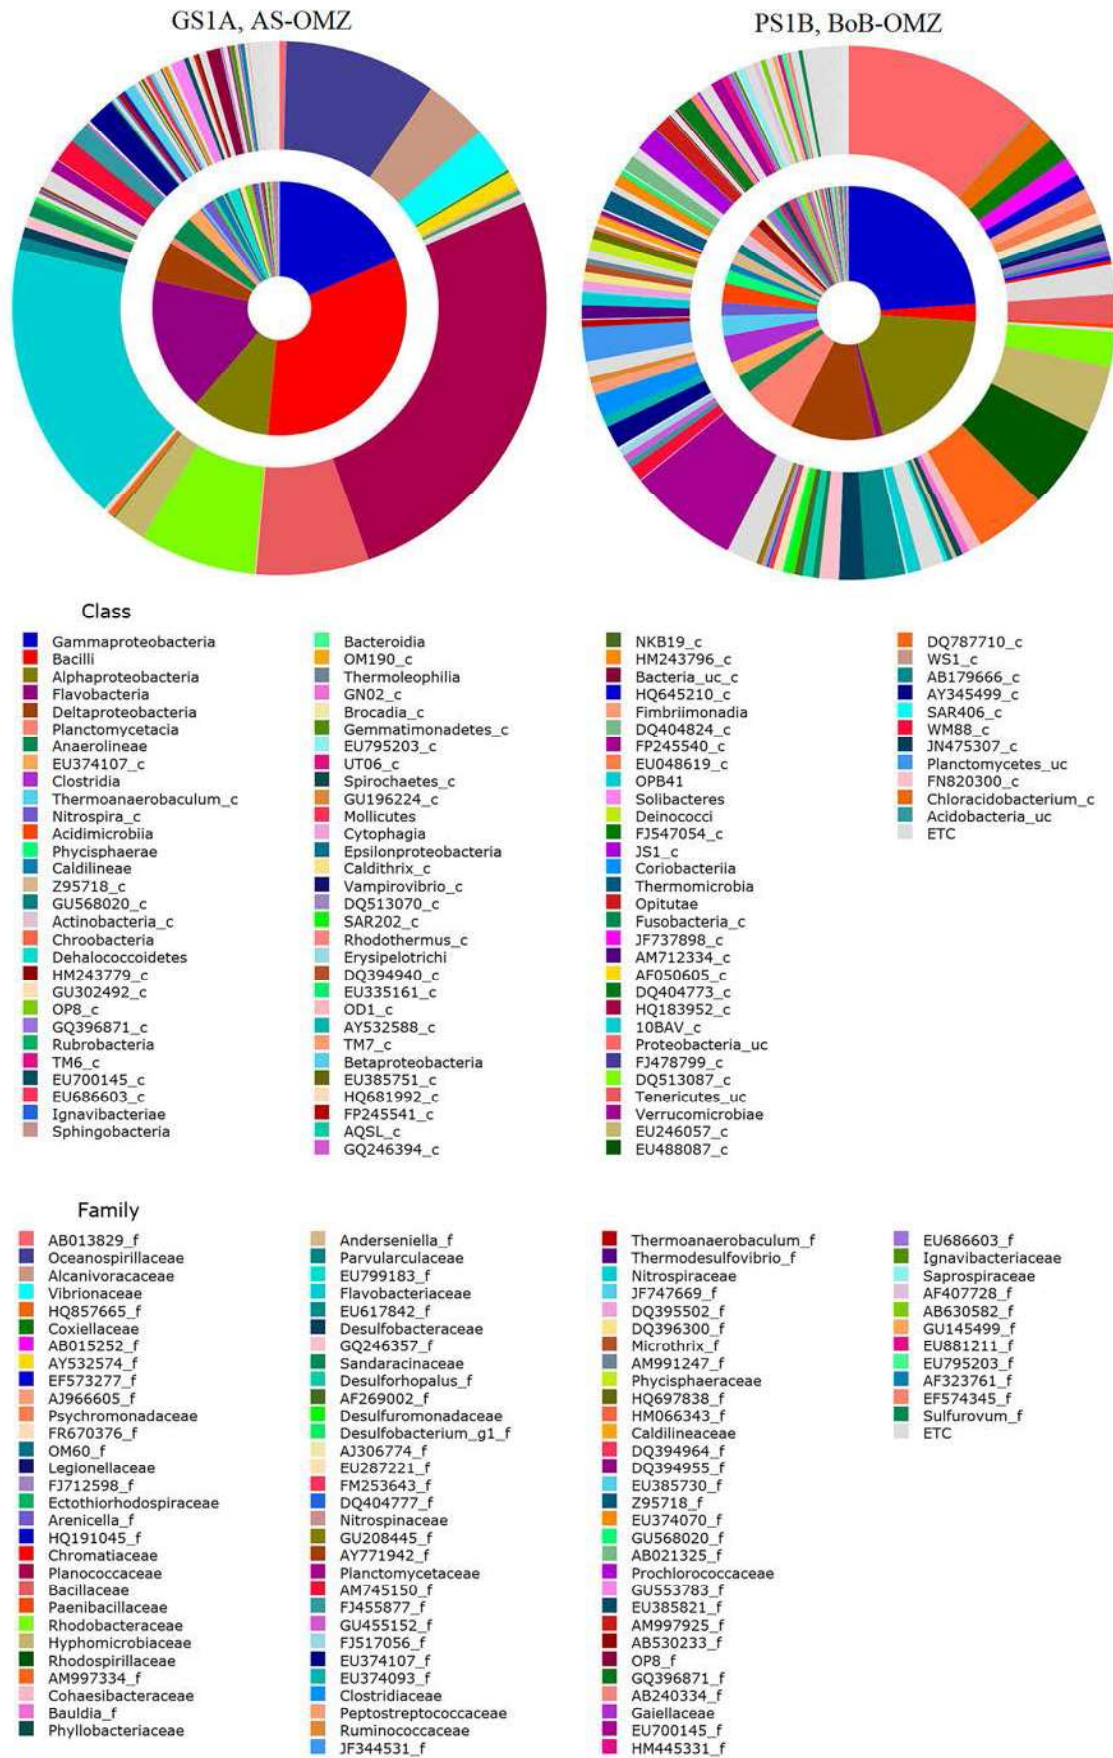 GS1A, AS-OMZ
PS1B, BoB-OMZ
Class
Gammaproteobacteria
Bacilli
Alphaproteobacteria
Flavobacteria
Deltaproteobacteria
Planctomycetacia
Anaerolineae
EU374107_c
Clostridia
Thermoanaerobaculum_c
Nitrospira_c
Acidimicrobiia
Phycisphaerae
Caldilineae
Z95718_c
GU568020_c
Actinobacteria_c
Chroobacteria
Dehalococcoidetes
HM243779_c
GU302492_c
OP8_c
GQ396871_c
Rubrobacteria
TM6_c
EU700145_c
EU686603_c
Ignavibacteriae
Sphingobacteria
Bacteroidia
OM190_c
Thermoleophilia
GN02_c
Brocadia_c
Gemmatimonadetes_c
EU795203_c
UT06_c
Spirochaetes_c
GU196224_c
Mollicutes
Cytophagia
Epsilonproteobacteria
Caldithrix_c
Vampirovibrio_c
DQ513070_c
SAR202_c
Rhodothermus_c
Erysipelotrichi
DQ394940_c
EU335161_c
OD1_c
AY532588_c
TM7_c
Betaproteobacteria
EU385751_c
HQ681992_c
FP245541_c
AQSL_c
GQ246394_c
NKB19_c
HM243796_c
Bacteria_uc_c
HQ645210_c
Fimbriimonadia
DQ404824_c
FP245540_c
EU048619_c
OPB41
Solibacteres
Deinococci
FJ547054_c
JS1_c
Coriobacteriia
Thermomicrobia
Opitutae
Fusobacteria_c
JF737898_c
AM712334_c
AF050605_c
DQ404773_c
HQ183952_c
10BAV_c
Proteobacteria_uc
FJ478799_c
DQ513087_c
Tenericutes_uc
Verrucomicrobiae
EU246057_c
EU488087_c
DQ787710_c
WS1_c
AB179666_c
AY345499_c
SAR406_c
WM88_c
JN475307_c
Planctomycetes_uc
FN820300_c
Chloracidobacterium_c
Acidobacteria_uc
ETC
Family
AB013829_f
Oceanospirillaceae
Alcanivoracaceae
Vibrionaceae
HQ857665_f
Coxiellaceae
AB015252_f
AY532574_f
EF573277_f
AJ966605_f
Psychromonadaceae
FR670376_f
OM60_f
Legionellaceae
FJ712598_f
Ectothiorhodospiraceae
Arenicella_f
HQ191045_f
Chromatiaceae
Planococcaceae
Bacillaceae
Paenibacillaceae
Rhodobacteraceae
Hyphomicrobiaceae
Rhodospirillaceae
AM997334_f
Cohaesibacteraceae
Bauldia_f
Phyllobacteriaceae
Anderseniella_f
Parvularculaceae
EU799183_f
Flavobacteriaceae
EU617842_f
Desulfobacteraceae
GQ246357_f
Sandaracinaceae
Desulforhopalus_f
AF269002_f
Desulfuromonadaceae
Desulfobacterium_g1_f
AJ306774_f
EU287221_f
FM253643_f
DQ404777_f
Nitrospinaceae
GU208445_f
AY771942_f
Planctomycetaceae
AM745150_f
FJ455877_f
GU455152_f
FJ517056_f
EU374107_f
EU374093_f
Clostridiaceae
Peptostreptococcaceae
Ruminococcaceae
JF344531_f
Thermoanaerobaculum_f
Thermodesulfovibrio_f
Nitrospiraceae
JF747669_f
DQ395502_f
DQ396300_f
Microthrix_f
AM991247_f
Phycisphaeraceae
HQ697838_f
HM066343_f
Caldilineaceae
DQ394964_f
DQ394955_f
EU385730_f
Z95718_f
EU374070_f
GU568020_f
AB021325_f
Prochlorococcaceae
GU553783_f
EU385821_f
AM997925_f
AB530233_f
OP8_f
GQ396871_f
AB240334_f
Gaiellaceae
EU700145_f
HM445331_f
EU686603_f
Ignavibacteriaceae
Saprospiraceae
AF407728_f
AB630582_f
GU145499_f
EU881211_f
EU795203_f
AF323761_f
EF574345_f
Sulfurovum_f
ETC